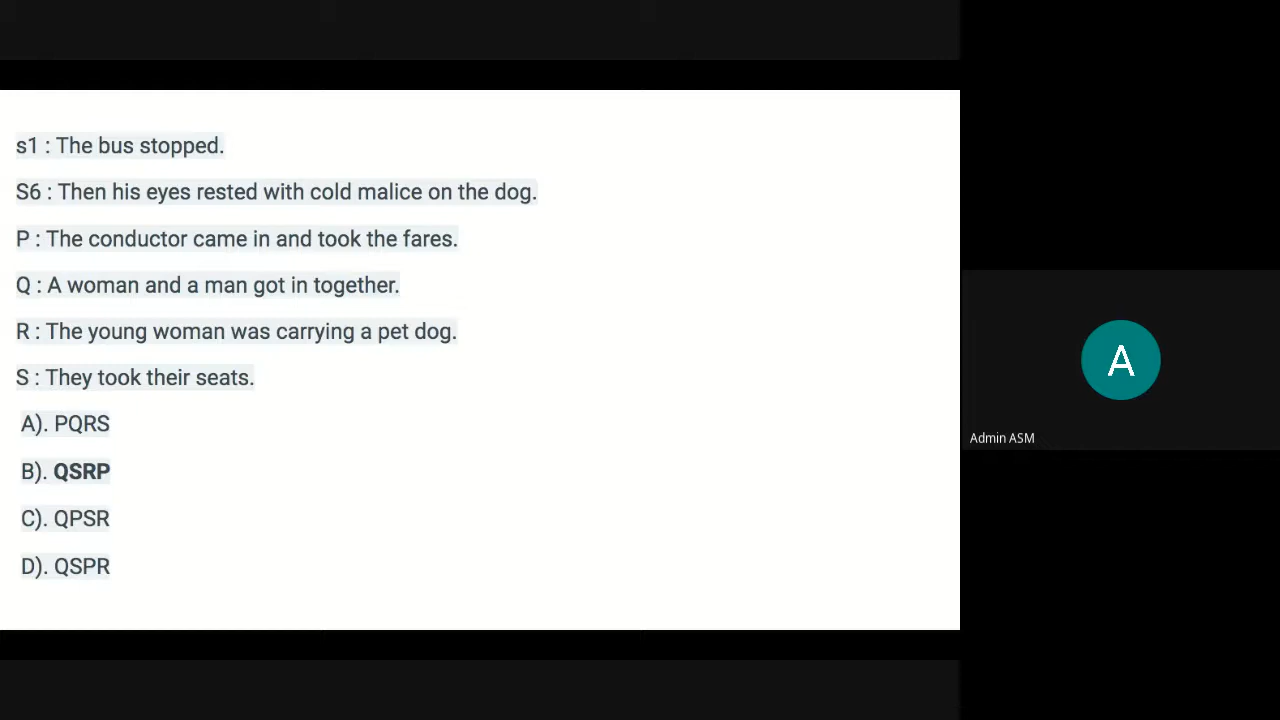 s1 : The bus stopped.
S6 : Then his eyes rested with cold malice on the dog.
P : The conductor came in and took the fares.
Q : A woman and a man got in together.
R : The young woman was carrying a pet dog.
S : They took their seats.
A). PQRS
B). QSRP
C). QPSR
D). QSPR
A
Admin ASM